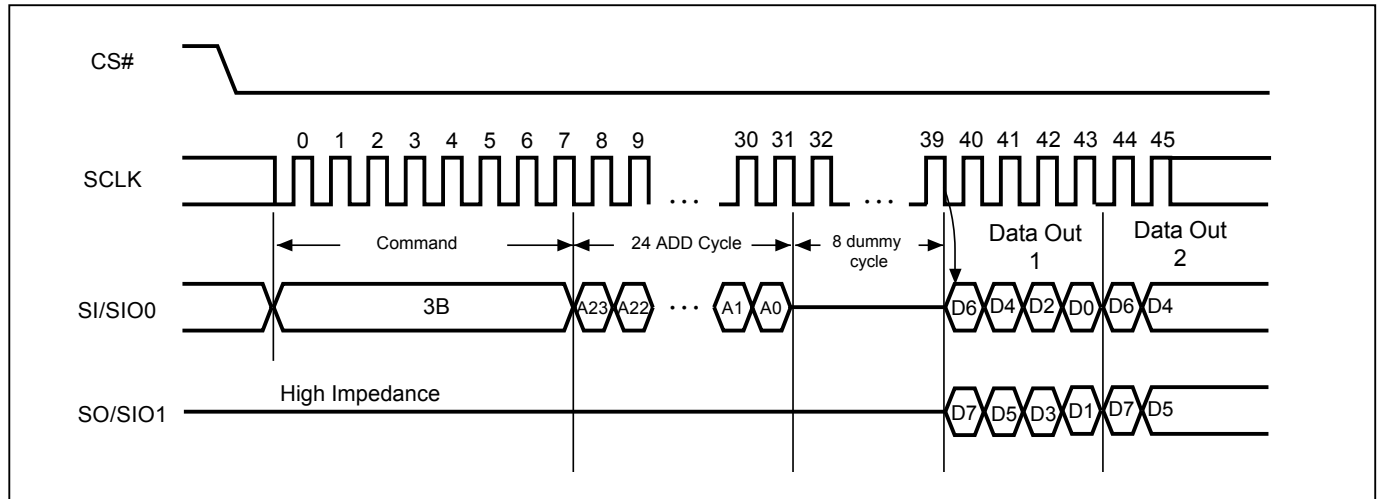 CS#
0 1 2 3 4 5 6 7 8 9 30 31 32 39 40 41 42 43 44 45
SCLK
...
...
Command
24 ADD Cycle
8 dummy
cycle
Data Out
1
Data Out
2
SI/SIO0
3B
A23 A22 ... A1 A0
D6 D4 D2 D0 D6 D4
High Impedance
SO/SIO1
D7 D5 D3 D1 D7 D5